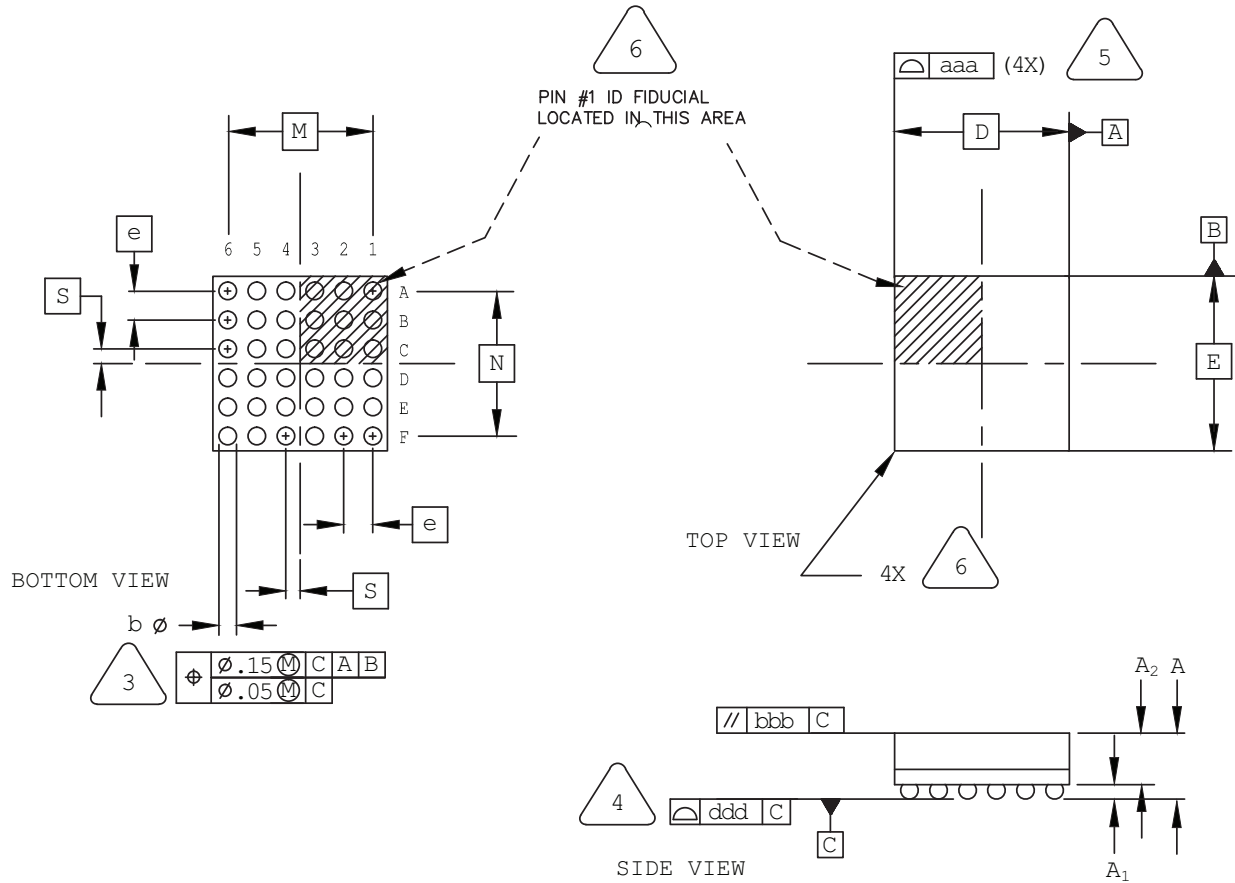 6
5
⌓ aaa (4X)
PIN #1 ID FIDUCIAL
LOCATED IN THIS AREA
M
D
A
B
e
6 5 4 3 2 1
S
A
B
C
D
E
F
N
E
e
TOP VIEW
4X
6
BOTTOM VIEW
S
b ø
3
⌖ ø.15 Ⓜ C A B
ø.05 Ⓜ C
A₂ A
// bbb C
4
⌓ ddd C
C
SIDE VIEW
A₁